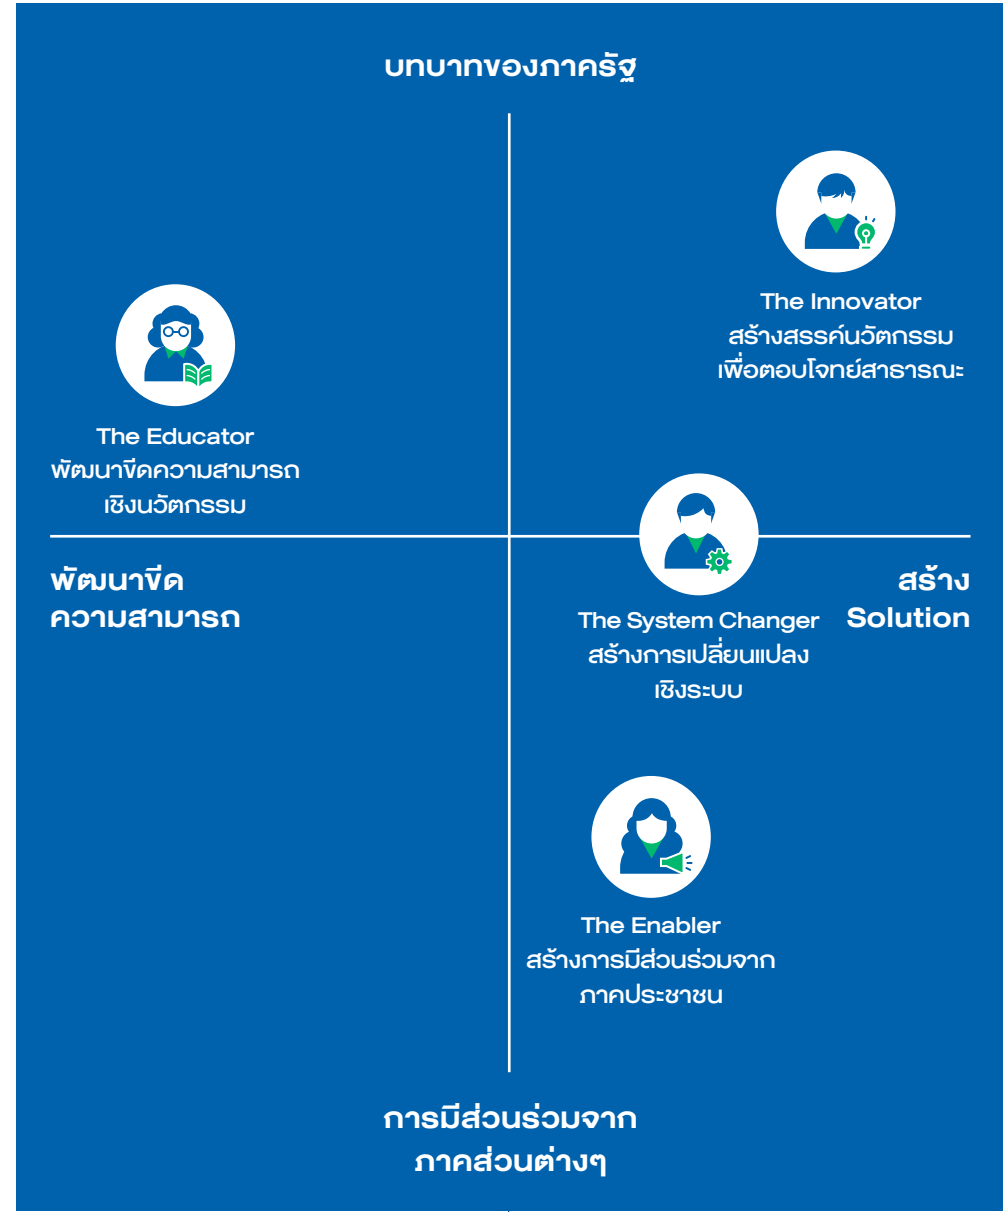 บทบาทของภาครัฐ
The Innovator
สร้างสรรค์นวัตกรรม
เพื่อตอบโจทย์สาธารณะ
The Educator
พัฒนาขีดความสามารถ
เชิงนวัตกรรม
พัฒนาขีด
ความสามารถ
สร้าง
Solution
The System Changer
สร้างการเปลี่ยนแปลง
เชิงระบบ
The Enabler
สร้างการมีส่วนร่วมจาก
ภาคประชาชน
การมีส่วนร่วมจาก
ภาคส่วนต่างๆ